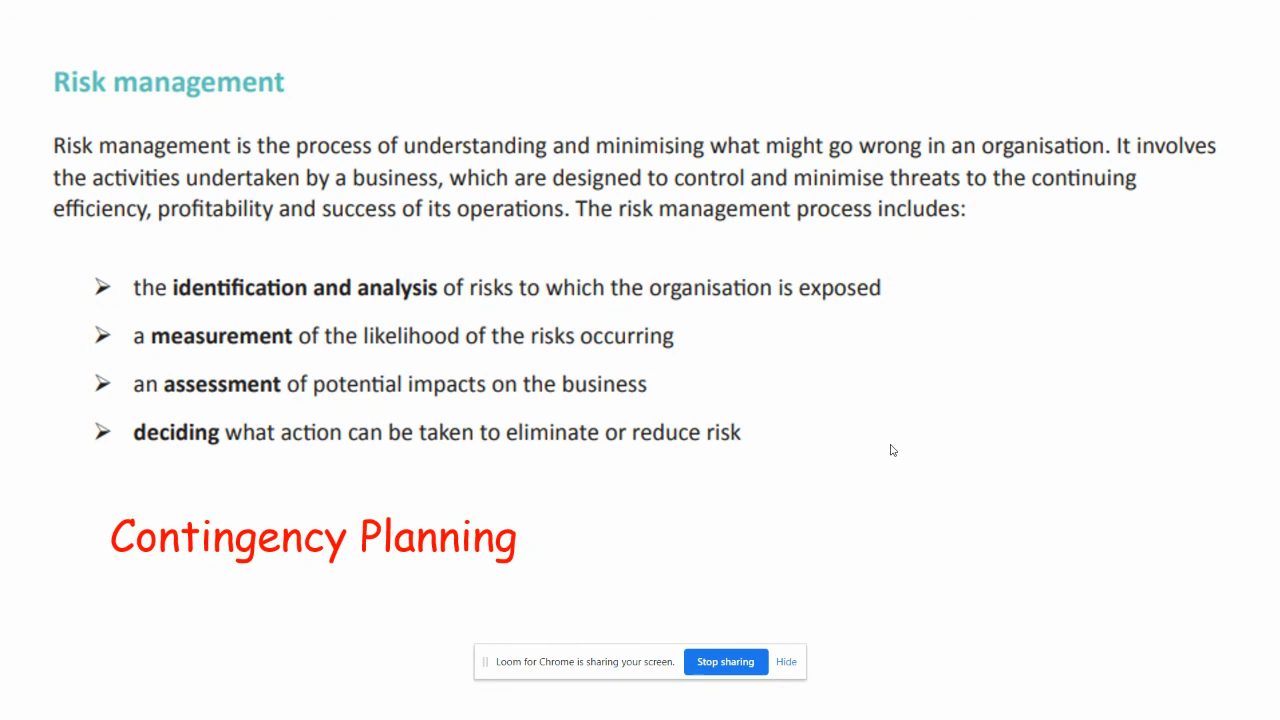 Risk management
Risk management is the process of understanding and minimising what might go wrong in an organisation. It involves
the activities undertaken by a business, which are designed to control and minimise threats to the continuing
efficiency, profitability and success of its operations. The risk management process includes:
➢ the identification and analysis of risks to which the organisation is exposed
➢ a measurement of the likelihood of the risks occurring
➢ an assessment of potential impacts on the business
➢ deciding what action can be taken to eliminate or reduce risk
Contingency Planning
Loom for Chrome is sharing your screen. Stop sharing Hide